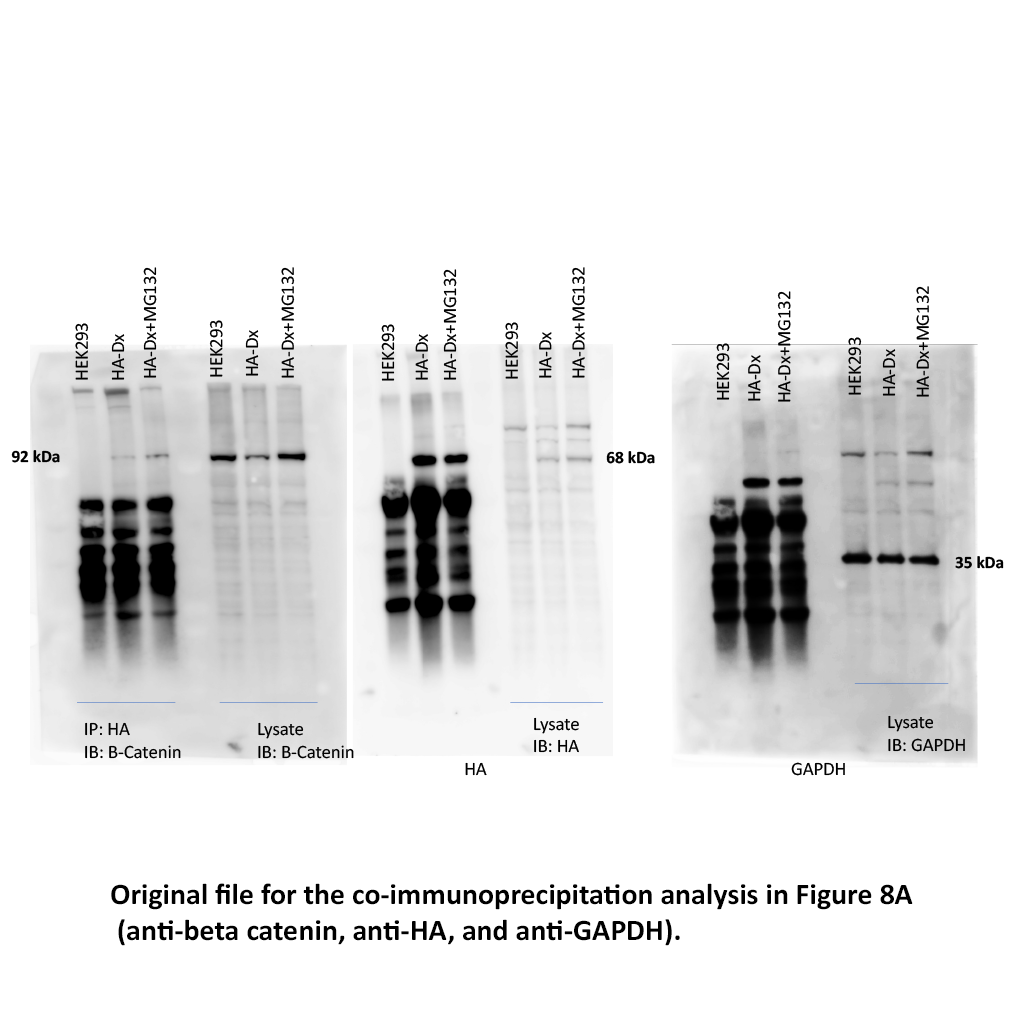 HEK293
HA-Dx
HA-Dx+MG132
HEK293
HA-Dx
HA-Dx+MG132
92 kDa
IP: HA
IB: B-Catenin
Lysate
IB: B-Catenin
HEK293
HA-Dx
HA-Dx+MG132
HEK293
HA-Dx
HA-Dx+MG132
68 kDa
Lysate
IB: HA
HA
HEK293
HA-Dx
HA-Dx+MG132
HEK293
HA-Dx
HA-Dx+MG132
35 kDa
Lysate
IB: GAPDH
GAPDH
Original file for the co-immunoprecipitation analysis in Figure 8A
(anti-beta catenin, anti-HA, and anti-GAPDH).